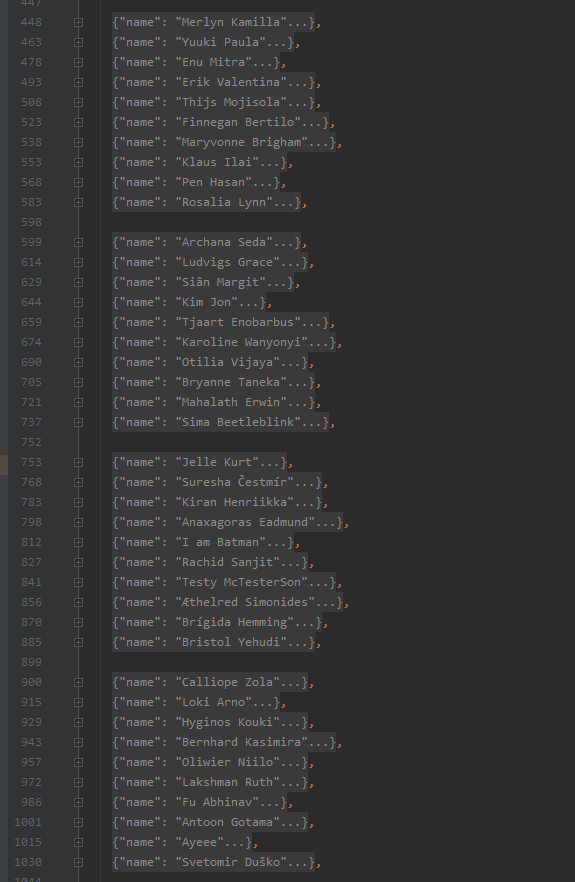 447
448 {"name": "Merlyn Kamilla"...},
463 {"name": "Yuuki Paula"...},
478 {"name": "Enu Mitra"...},
493 {"name": "Erik Valentina"...},
508 {"name": "Thijs Mojisola"...},
523 {"name": "Finnegan Bertilo"...},
538 {"name": "Maryvonne Brigham"...},
553 {"name": "Klaus Ilai"...},
568 {"name": "Pen Hasan"...},
583 {"name": "Rosalia Lynn"...},
598
599 {"name": "Archana Seda"...},
614 {"name": "Ludvigs Grace"...},
629 {"name": "Siân Margit"...},
644 {"name": "Kim Jon"...},
659 {"name": "Tjaart Enobarbus"...},
674 {"name": "Karoline Wanyonyi"...},
690 {"name": "Otilia Vijaya"...},
705 {"name": "Bryanne Taneka"...},
721 {"name": "Mahalath Erwin"...},
737 {"name": "Sima Beetleblink"...},
752
753 {"name": "Jelle Kurt"...},
768 {"name": "Suresha Čestmír"...},
783 {"name": "Kiran Henriikka"...},
798 {"name": "Anaxagoras Eadmund"...},
812 {"name": "I am Batman"...},
827 {"name": "Rachid Sanjit"...},
841 {"name": "Testy McTesterSon"...},
856 {"name": "Æthelred Simonides"...},
870 {"name": "Brígida Hemming"...},
885 {"name": "Bristol Yehudi"...},
899
900 {"name": "Calliope Zola"...},
915 {"name": "Loki Arno"...},
929 {"name": "Hyginos Kouki"...},
943 {"name": "Bernhard Kasimira"...},
957 {"name": "Oliwier Niilo"...},
972 {"name": "Lakshman Ruth"...},
986 {"name": "Fu Abhinav"...},
1001 {"name": "Antoon Gotama"...},
1015 {"name": "Ayeee"...},
1030 {"name": "Svetomir Duško"...},
1044